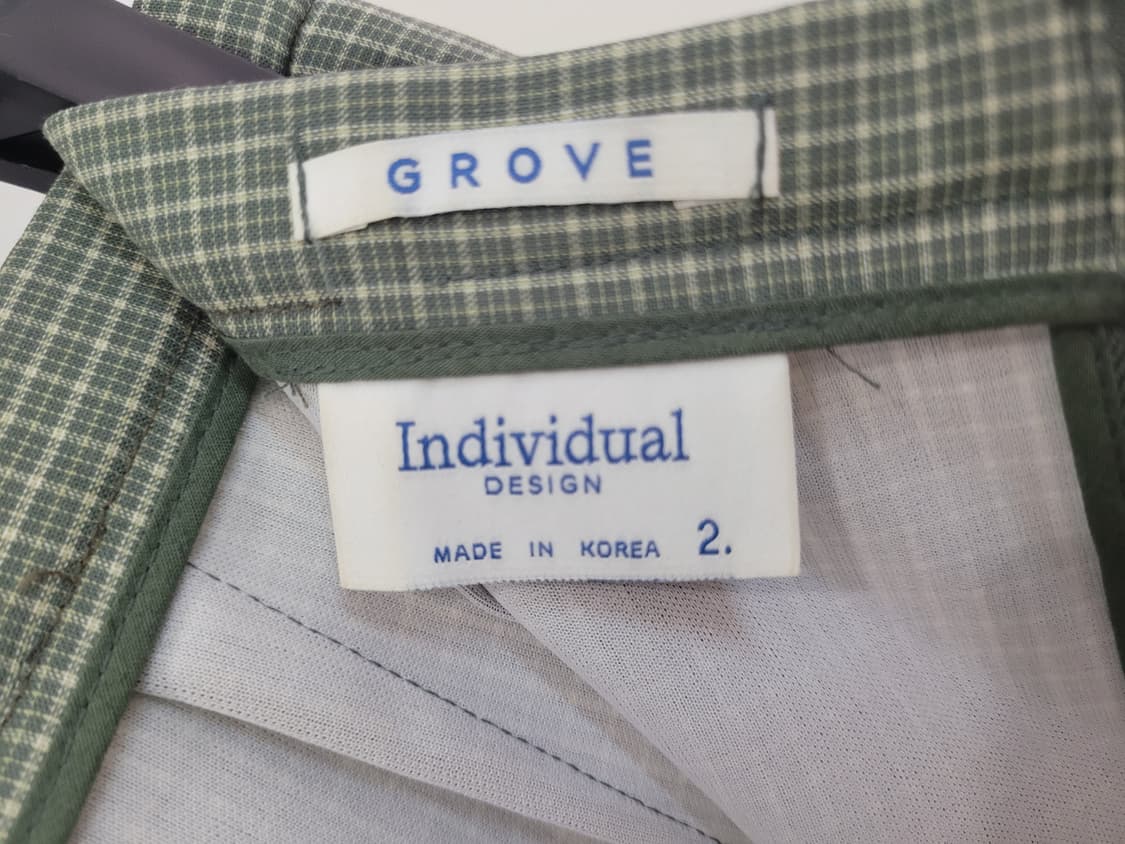 GROVE
Individual
DESIGN
MADE IN KOREA 2.